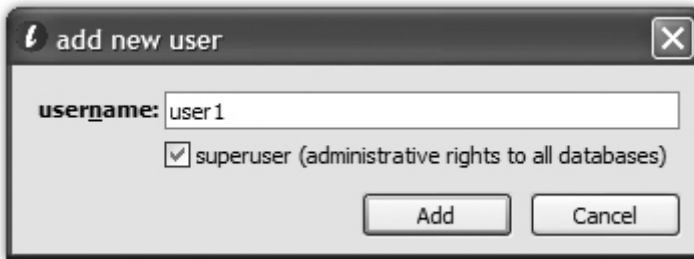 add new user
username: user1
superuser (administrative rights to all databases)
Add Cancel